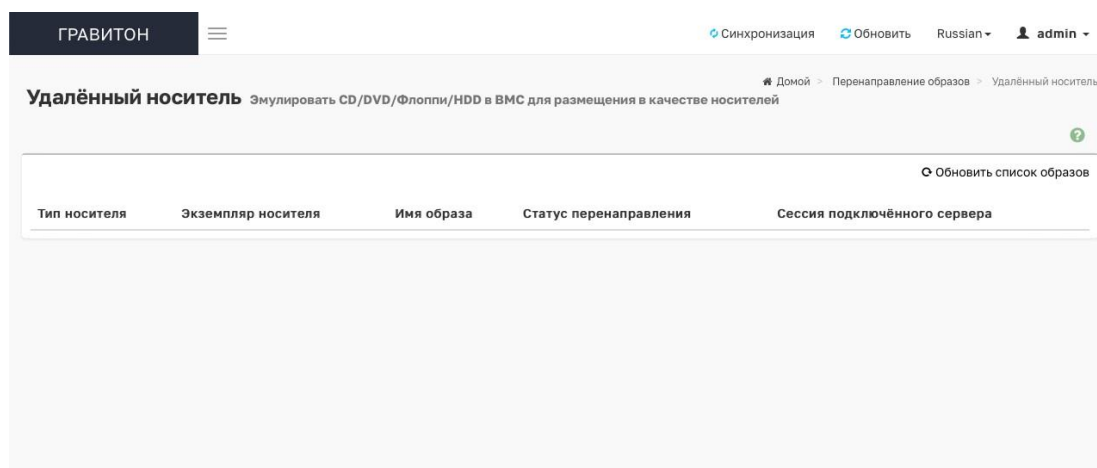 ГРАВИТОН
Синхронизация Обновить Russian admin
Домой > Перенаправление образов > Удалённый носитель
Удалённый носитель Эмулировать CD/DVD/Флоппи/HDD в BMC для размещения в качестве носителей
?
Обновить список образов
Тип носителя Экземпляр носителя Имя образа Статус перенаправления Сессия подключённого сервера